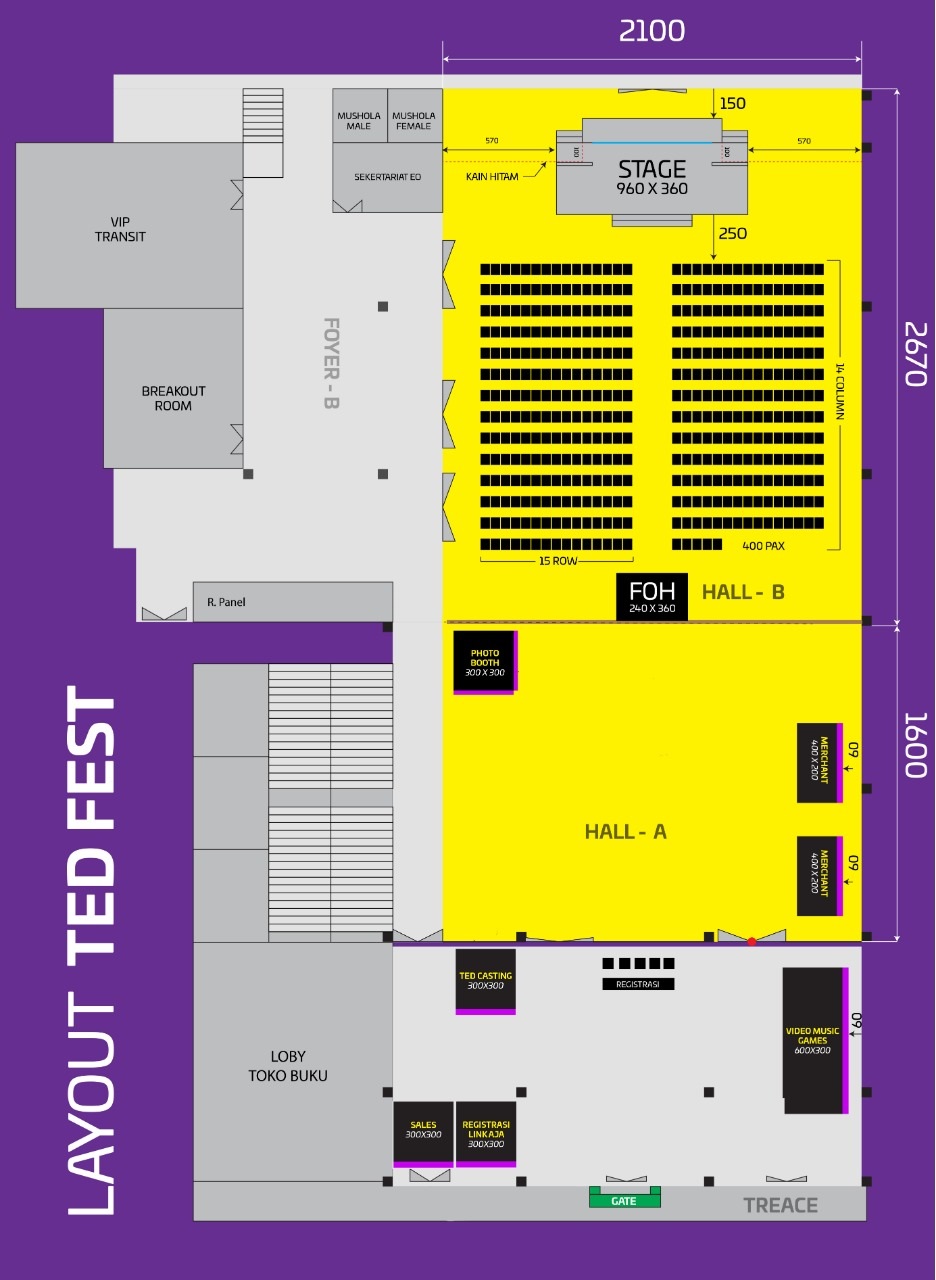 2100
150
MUSHOLA
MALE
MUSHOLA
FEMALE
570
570
100
100
SEKERTARIAT EO
KAIN HITAM
STAGE
960 X 360
VIP
TRANSIT
250
FOYER - B
2670
14 COLUMN
BREAKOUT
ROOM
400 PAX
15 ROW
FOH
240 X 360
HALL - B
R. Panel
PHOTO
BOOTH
300 X 300
1600
MERCHANT
400 X 200
60
HALL - A
MERCHANT
400 X 200
60
LAYOUT TED FEST
TED CASTING
300X300
REGISTRASI
VIDEO MUSIC
GAMES
600X300
60
LOBY
TOKO BUKU
SALES
300X300
REGISTRASI
LINK AJA
300X300
GATE
TREACE